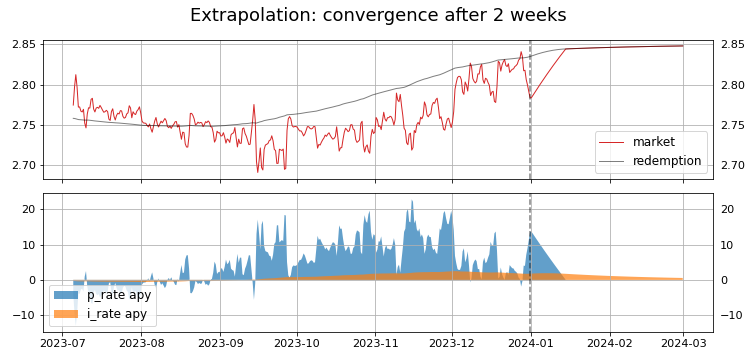 Extrapolation: convergence after 2 weeks
2.85 2.85
2.80 2.80
2.75 2.75
2.70 2.70
market
redemption
20 20
10 10
0 0
−10 −10
p_rate apy
i_rate apy
2023-07 2023-08 2023-09 2023-10 2023-11 2023-12 2024-01 2024-02 2024-03